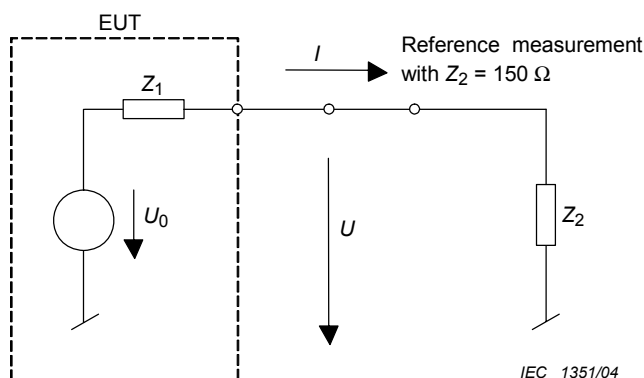 EUT
I
Reference measurement
with Z2 = 150 Ω
Z1
U0
U
Z2
IEC 1351/04